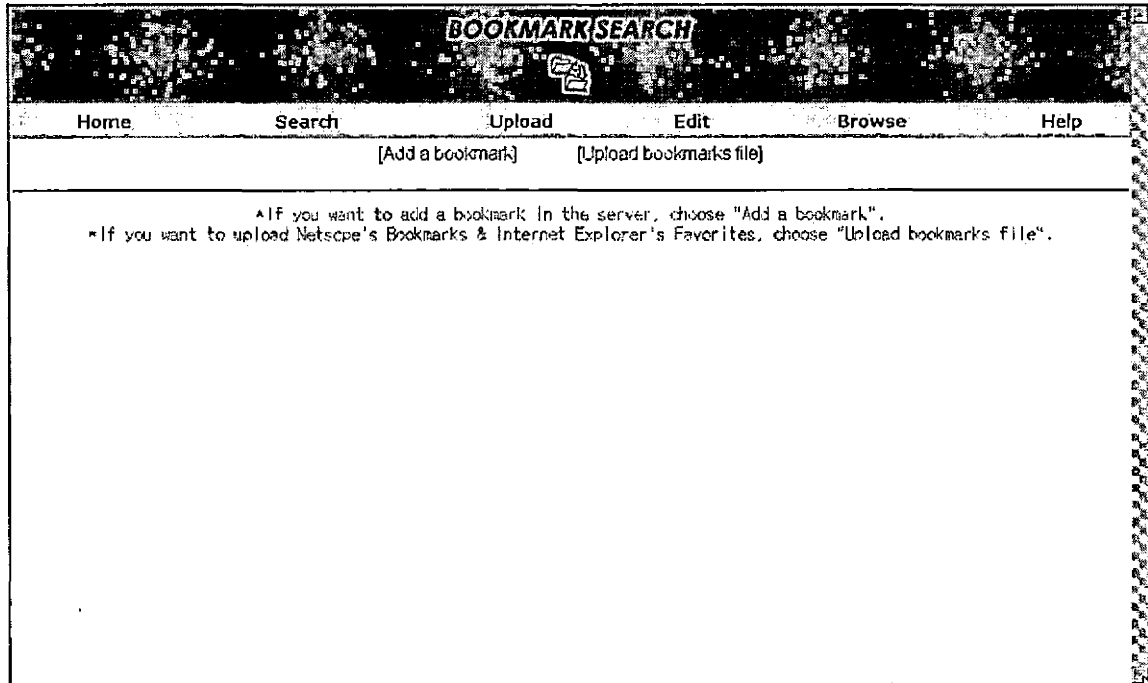 BOOKMARK SEARCH
Home Search Upload Edit Browse Help
[Add a bookmark] [Upload bookmarks file]
*If you want to add a bookmark in the server, choose "Add a bookmark".
*If you want to upload Netscpe's Bookmarks & Internet Explorer's Favorites, choose "Upload bookmarks file".